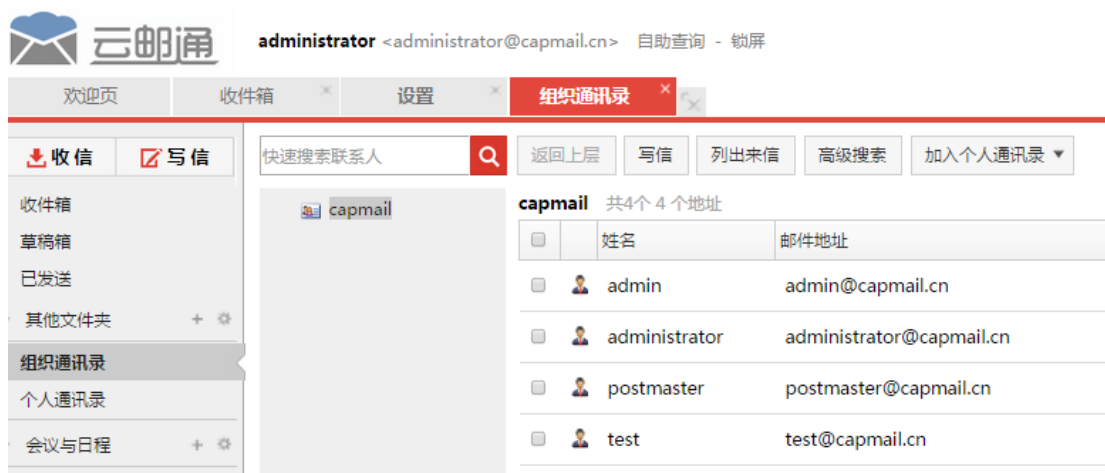 云邮通 administrator <administrator@capmail.cn> 自助查询 - 锁屏
欢迎页 收件箱 设置 组织通讯录
收信 写信 快速搜索联系人 返回上层 写信 列出来信 高级搜索 加入个人通讯录
收件箱 capmail capmail 共4个 4 个地址
草稿箱 姓名 邮件地址
已发送 admin admin@capmail.cn
其他文件夹
administrator administrator@capmail.cn
组织通讯录
个人通讯录 postmaster postmaster@capmail.cn
会议与日程 test test@capmail.cn